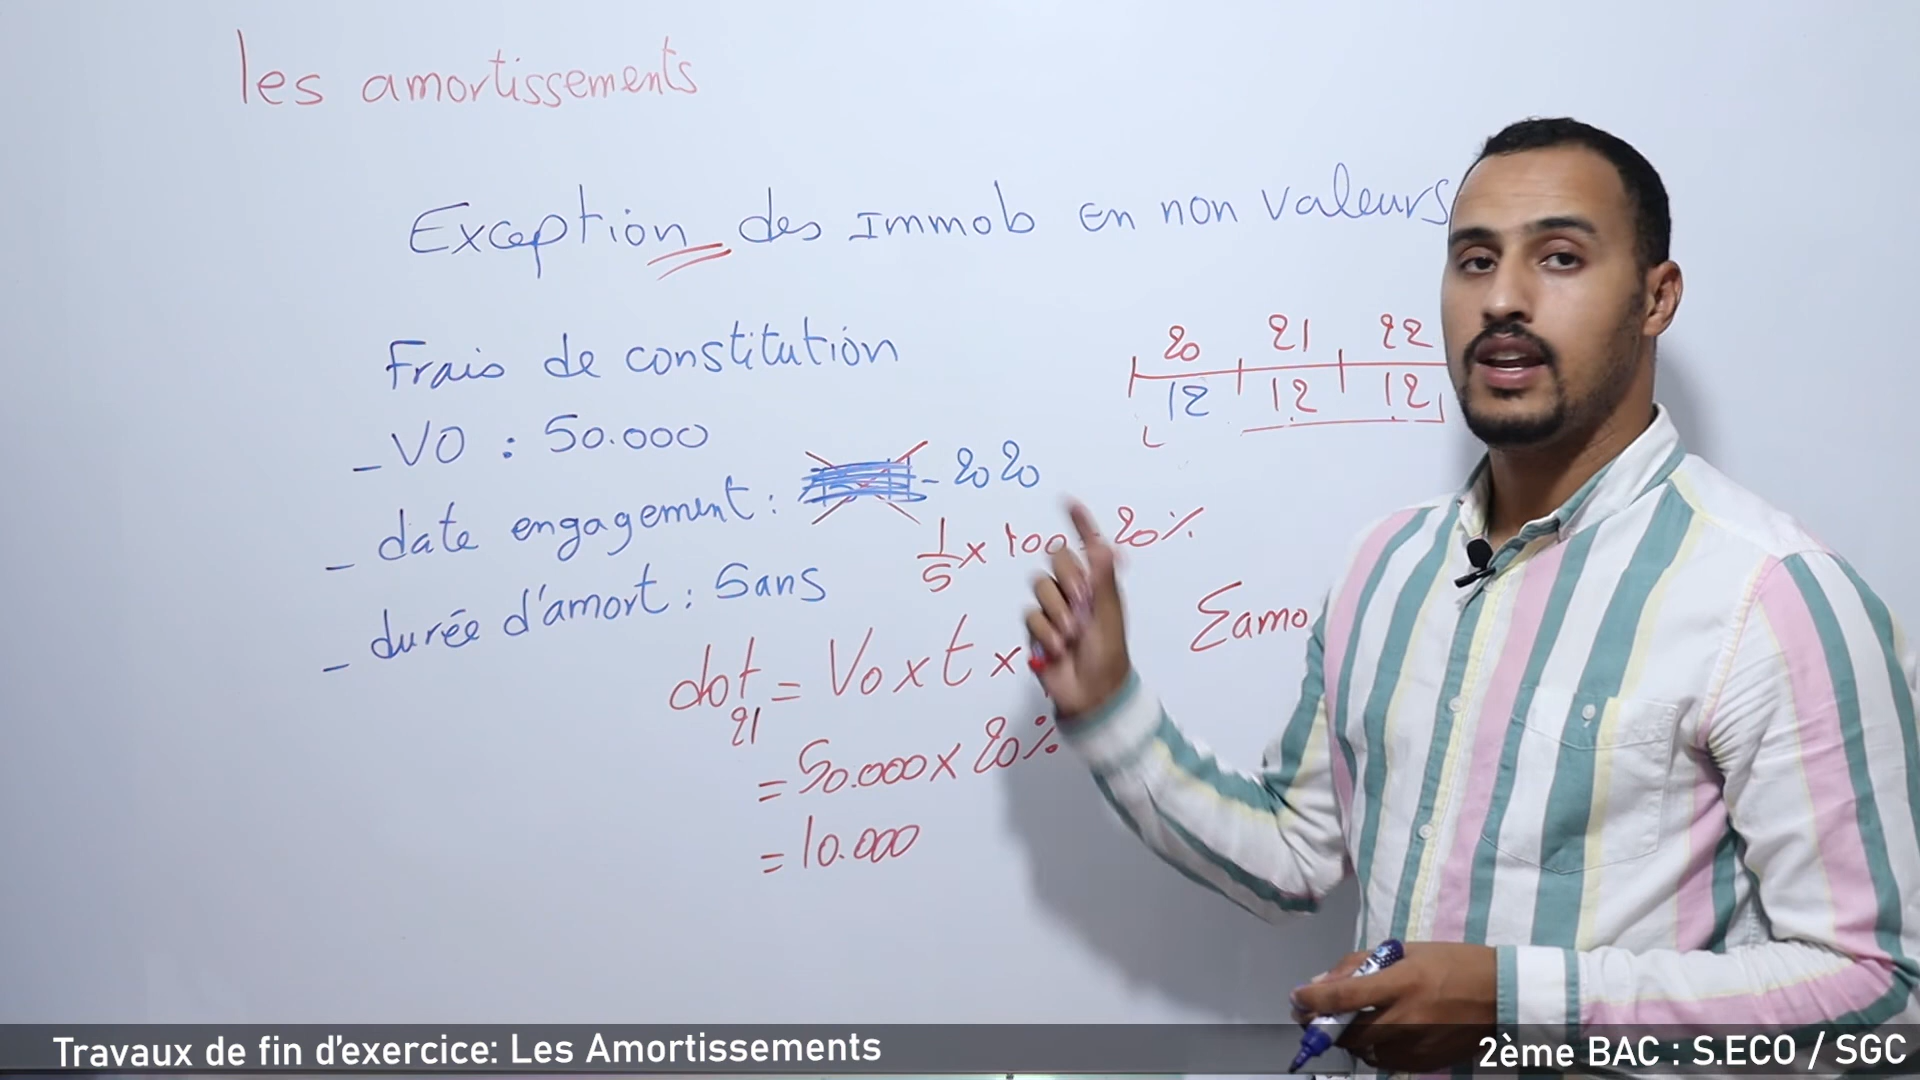 les amortissements
Exception des Immob en non valeurs
Frais de constitution
20 21 22
12 12 12
- VO : 50.000
- date engagement : - 2020
1/5 x 100 = 20%
- durée d'amort : 5ans
Σamo
dot 21 = Vo x t x
= 50.000 x 20%
= 10.000
Travaux de fin d'exercice: Les Amortissements
2ème BAC : S.ECO / SGC